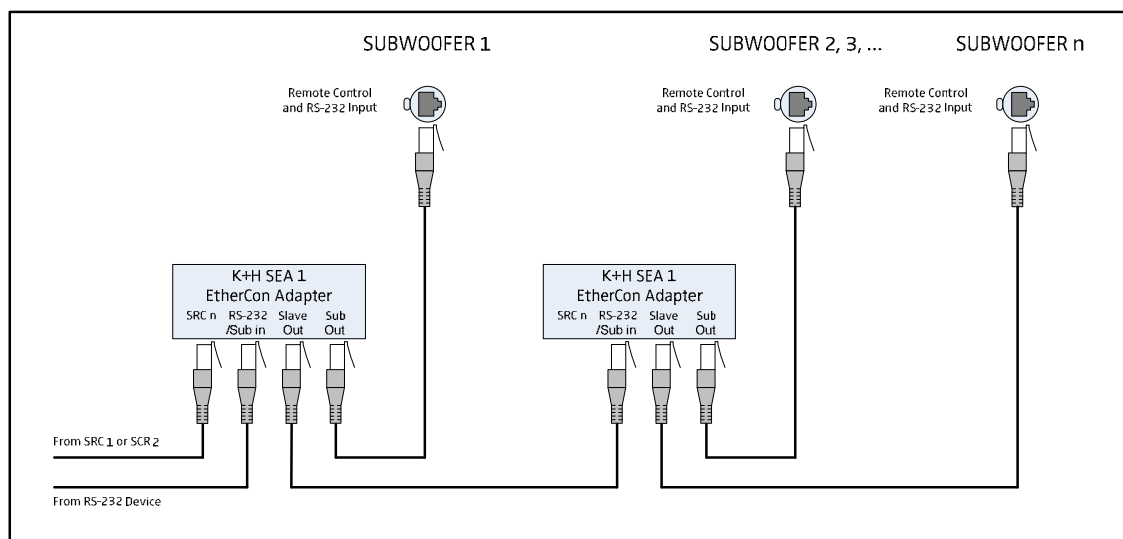 SUBWOOFER 1
SUBWOOFER 2, 3, ...
SUBWOOFER n
Remote Control
and RS-232 Input
Remote Control
and RS-232 Input
Remote Control
and RS-232 Input
K+H SEA 1
EtherCon Adapter
SRC n RS-232 Slave Sub
/Sub in Out Out
K+H SEA 1
EtherCon Adapter
SRC n RS-232 Slave Sub
/Sub in Out Out
From SRC 1 or SCR 2
From RS-232 Device